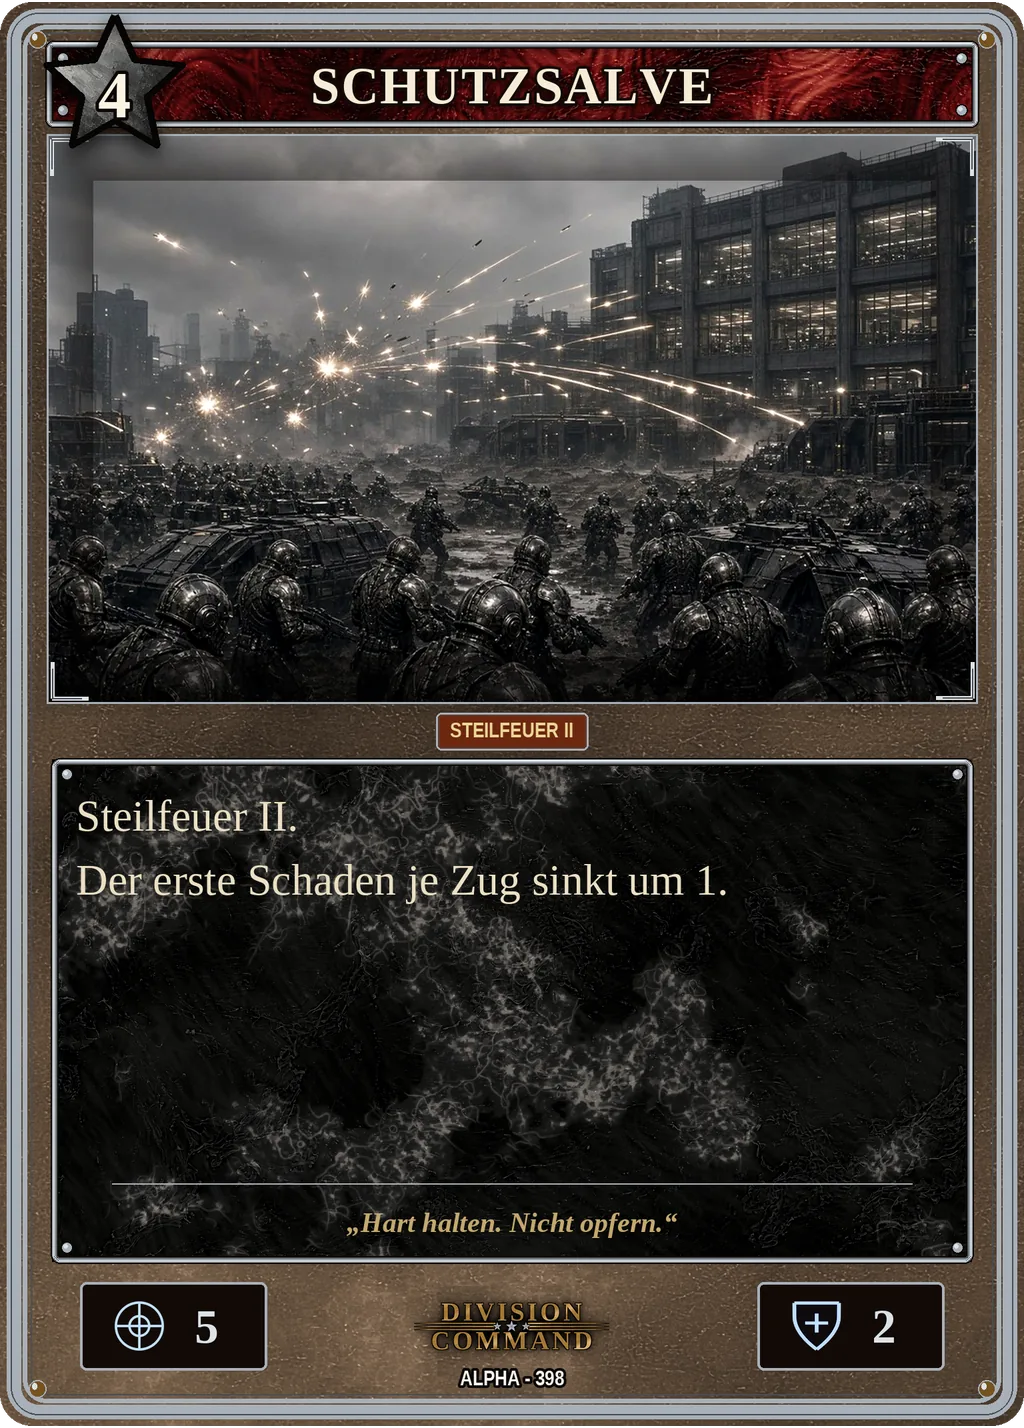 4
SCHUTZSALVE
STEILFEUER II
Steilfeuer II.
Der erste Schaden je Zug sinkt um 1.
„Hart halten. Nicht opfern.“
5
DIVISION
COMMAND
2
ALPHA - 398